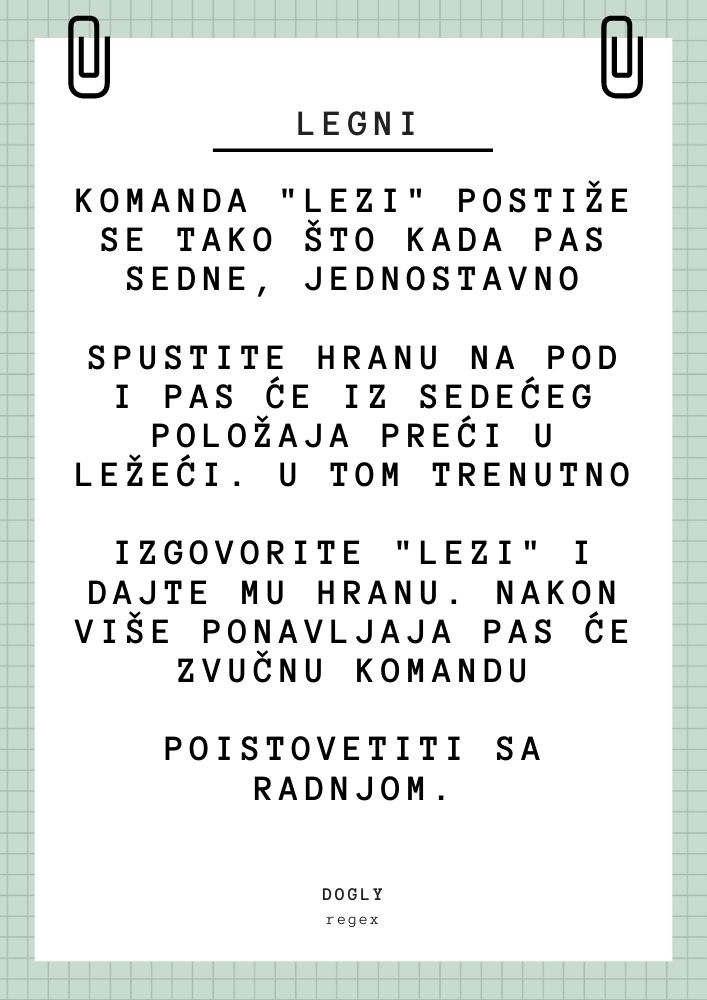 LEGNI
KOMANDA "LEZI" POSTIŽE
SE TAKO ŠTO KADA PAS
SEDNE, JEDNOSTAVNO
SPUSTITE HRANU NA POD
I PAS ĆE IZ SEDEĆEG
POLOŽAJA PREĆI U
LEŽEĆI. U TOM TRENUTNO
IZGOVORITE "LEZI" I
DAJTE MU HRANU. NAKON
VIŠE PONAVLJAJA PAS ĆE
ZVUČNU KOMANDU
POISTOVETITI SA
RADNJOM.
DOGLY
regex